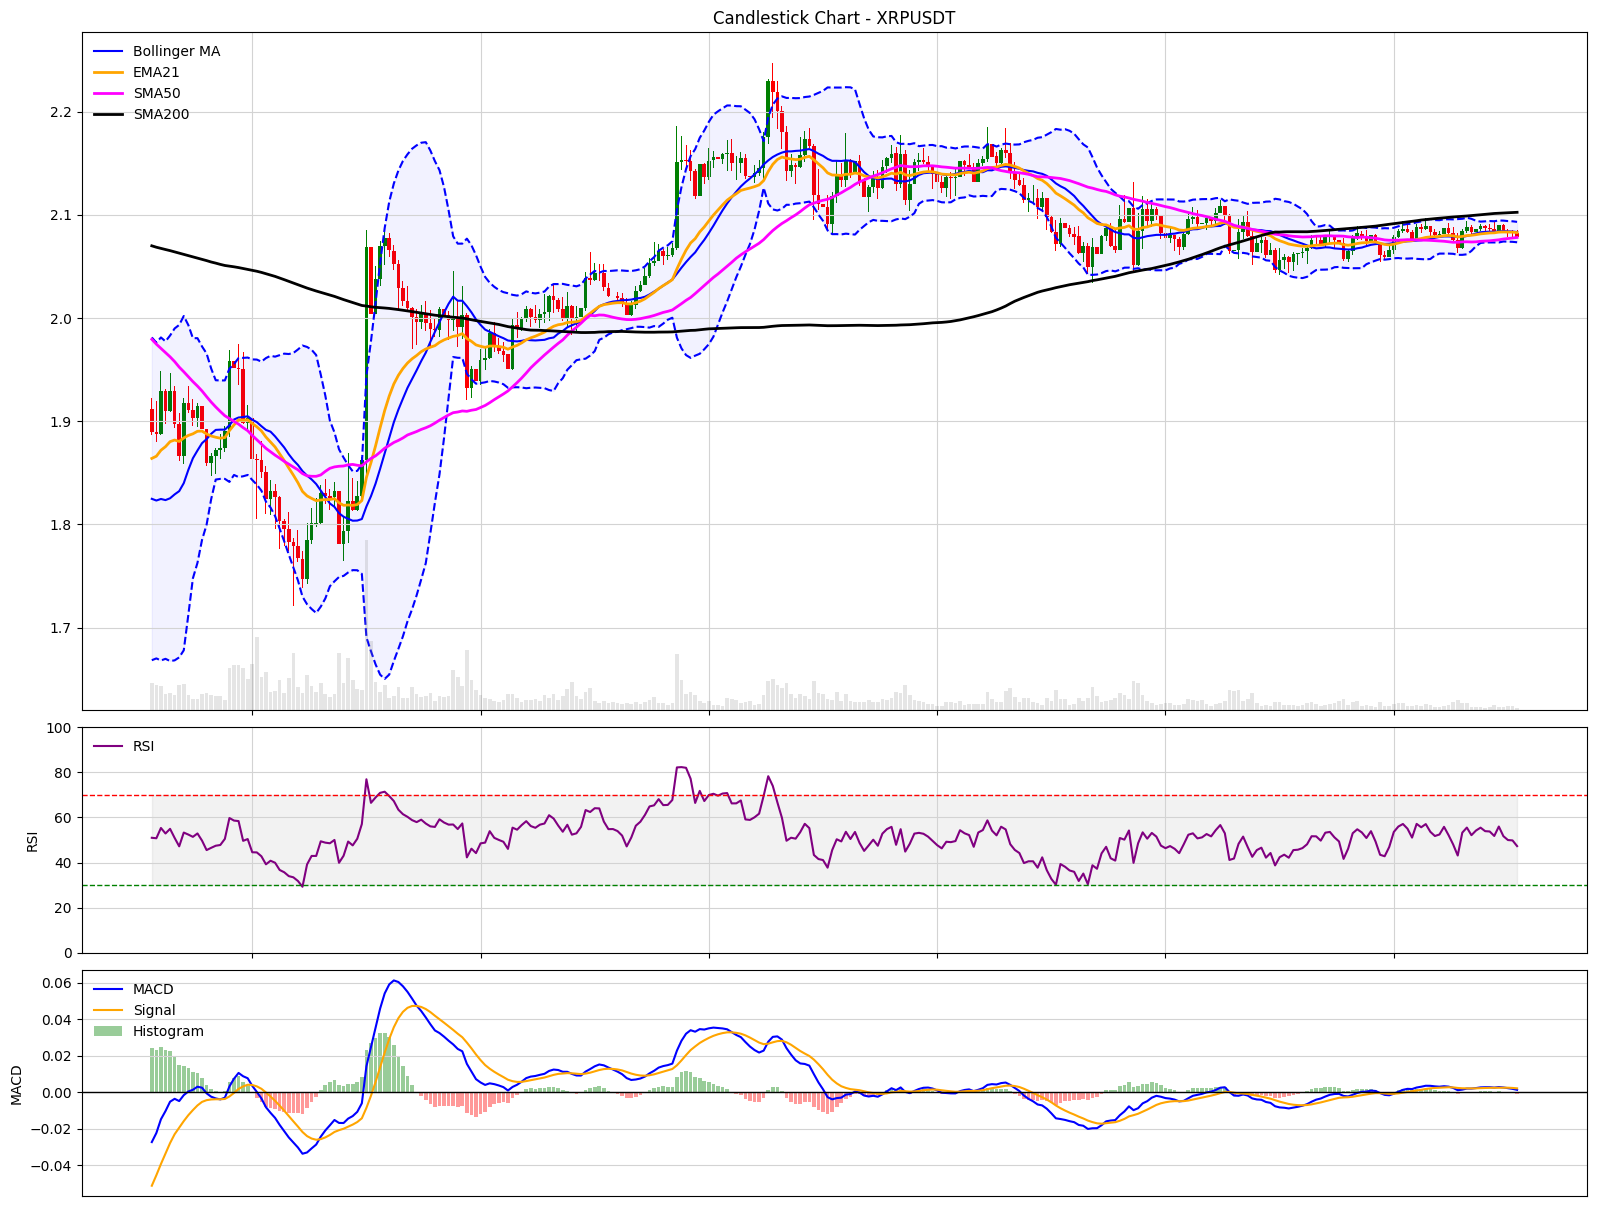 Candlestick Chart - XRPUSDT
Bollinger MA
EMA21
SMA50
SMA200
2.2
2.1
2.0
1.9
1.8
1.7
RSI
100
80
60
40
20
0
RSI
MACD
Signal
Histogram
0.06
0.04
0.02
0.00
−0.02
−0.04
MACD